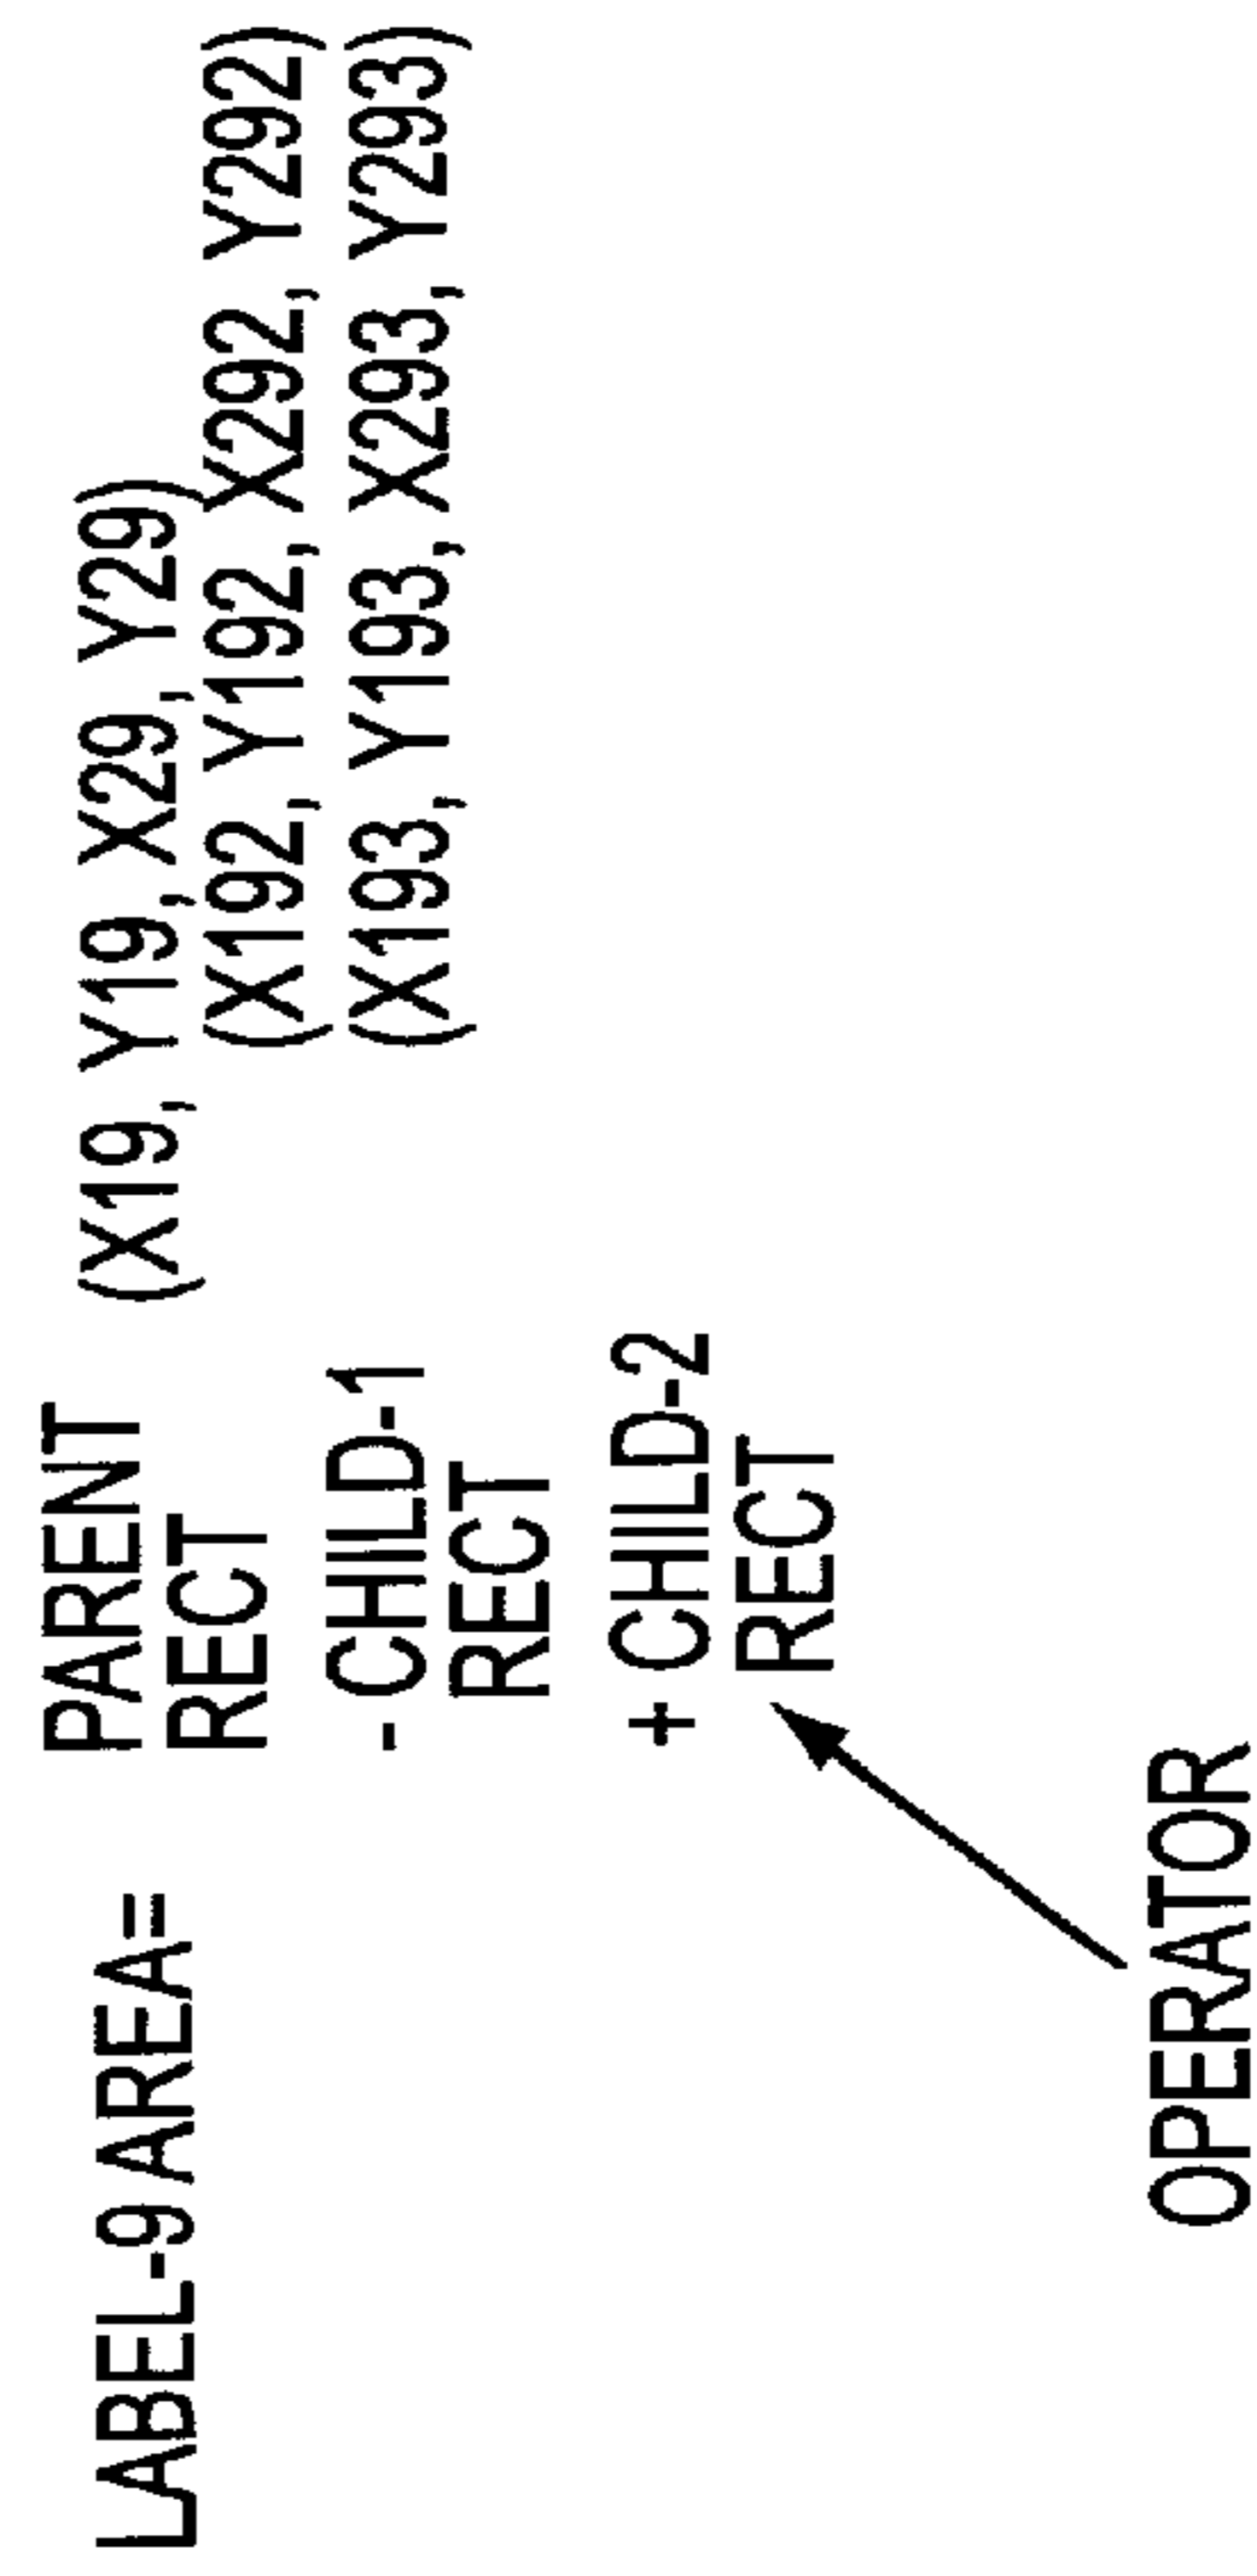 LABEL-9 AREA=
PARENT
RECT
(X19, Y19, X29, Y29)
- CHILD-1
RECT
(X192, Y192, X292, Y292)
+ CHILD-2
RECT
(X193, Y193, X293, Y293)
OPERATOR